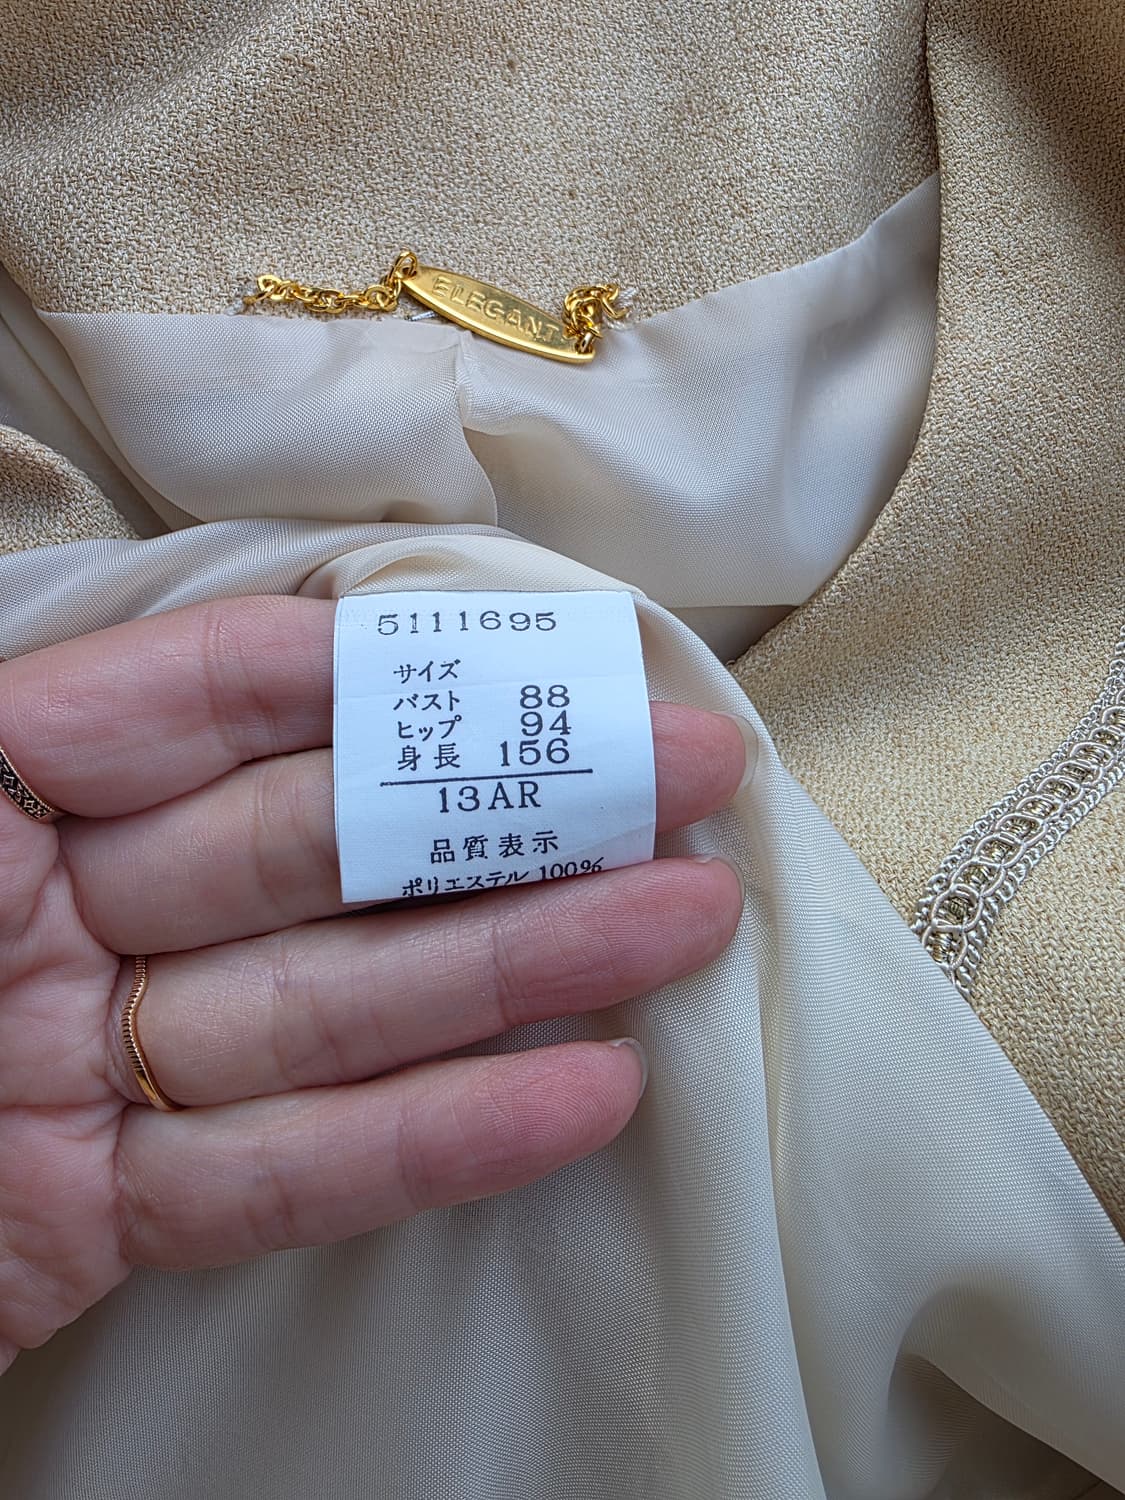 ELEGANT
5111695
サイズ
バスト 88
ヒップ 94
身長 156
13AR
品質表示
ポリエステル 100%